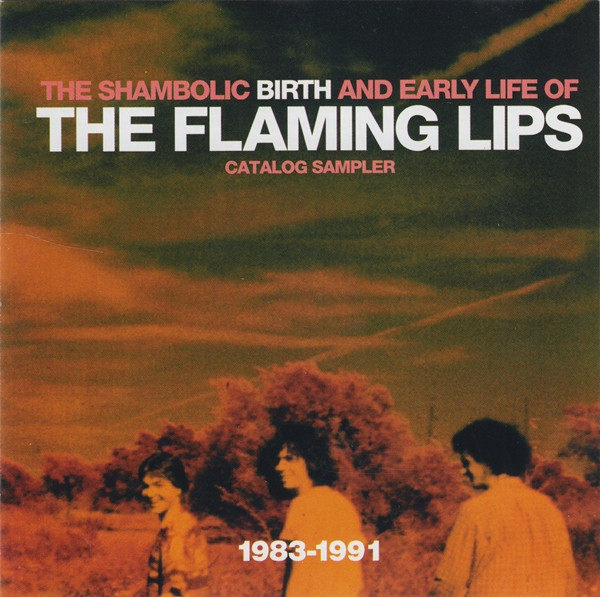 THE SHAMBOLIC BIRTH AND EARLY LIFE OF
THE FLAMING LIPS
CATALOG SAMPLER
1983-1991